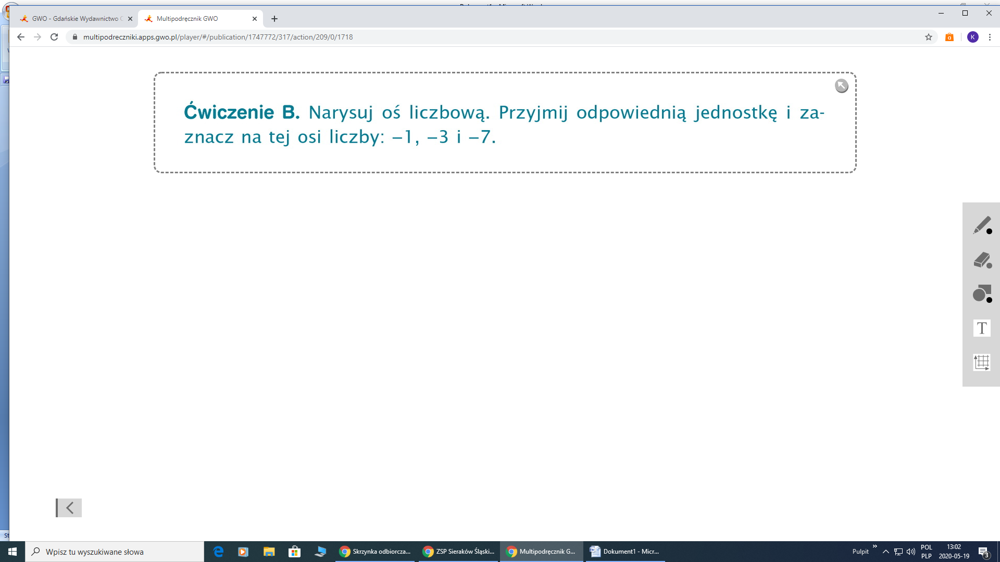 GWO - Gdańskie Wydawnictwo
Multipodręcznik GWO
multipodreczniki.apps.gwo.pl/player/#/publication/1747772/317/action/209/0/1718
K
Ćwiczenie B. Narysuj oś liczbową. Przyjmij odpowiednią jednostkę i za-
znacz na tej osi liczby: −1, −3 i −7.
T
St
Wpisz tu wyszukiwane słowa
Skrzynka odbiorcza...
ZSP Sieraków Śląski...
Multipodręcznik G...
Dokument1 - Micr...
Pulpit
POL
PLP
13:02
2020-05-19
3